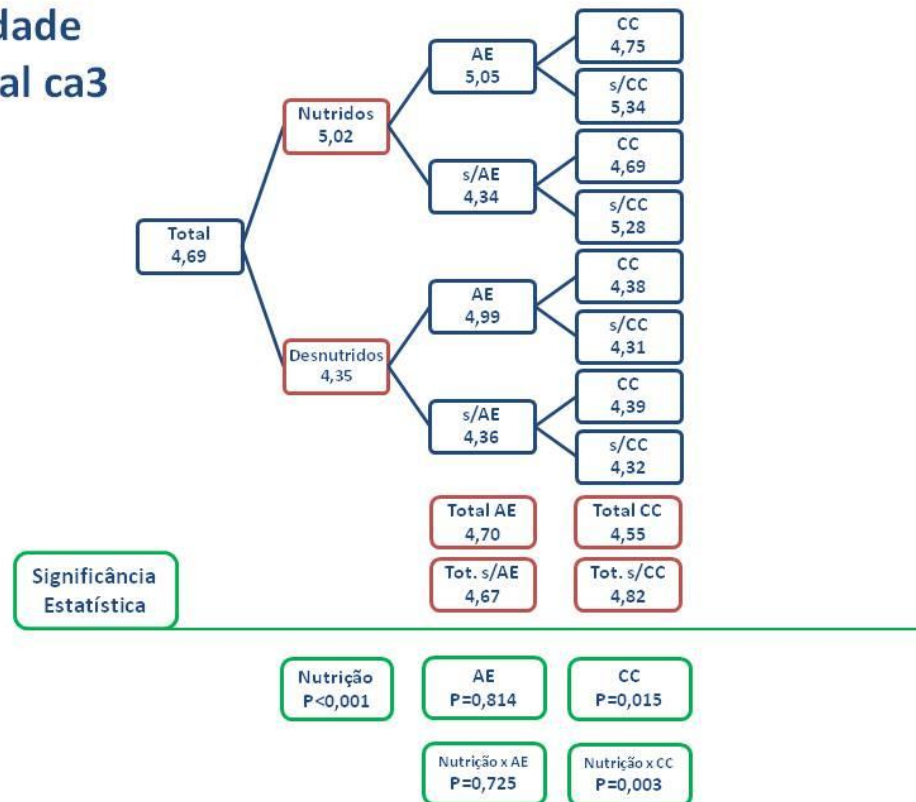 dade
al ca3
Total
4,69
Nutridos
5,02
Desnutridos
4,35
AE
5,05
s/AE
4,34
AE
4,99
s/AE
4,36
CC
4,75
s/CC
5,34
CC
4,69
s/CC
5,28
CC
4,38
s/CC
4,31
CC
4,39
s/CC
4,32
Total AE
4,70
Total CC
4,55
Tot. s/AE
4,67
Tot. s/CC
4,82
Significância
Estatística
Nutrição
P<0,001
AE
P=0,814
CC
P=0,015
Nutrição x AE
P=0,725
Nutrição x CC
P=0,003